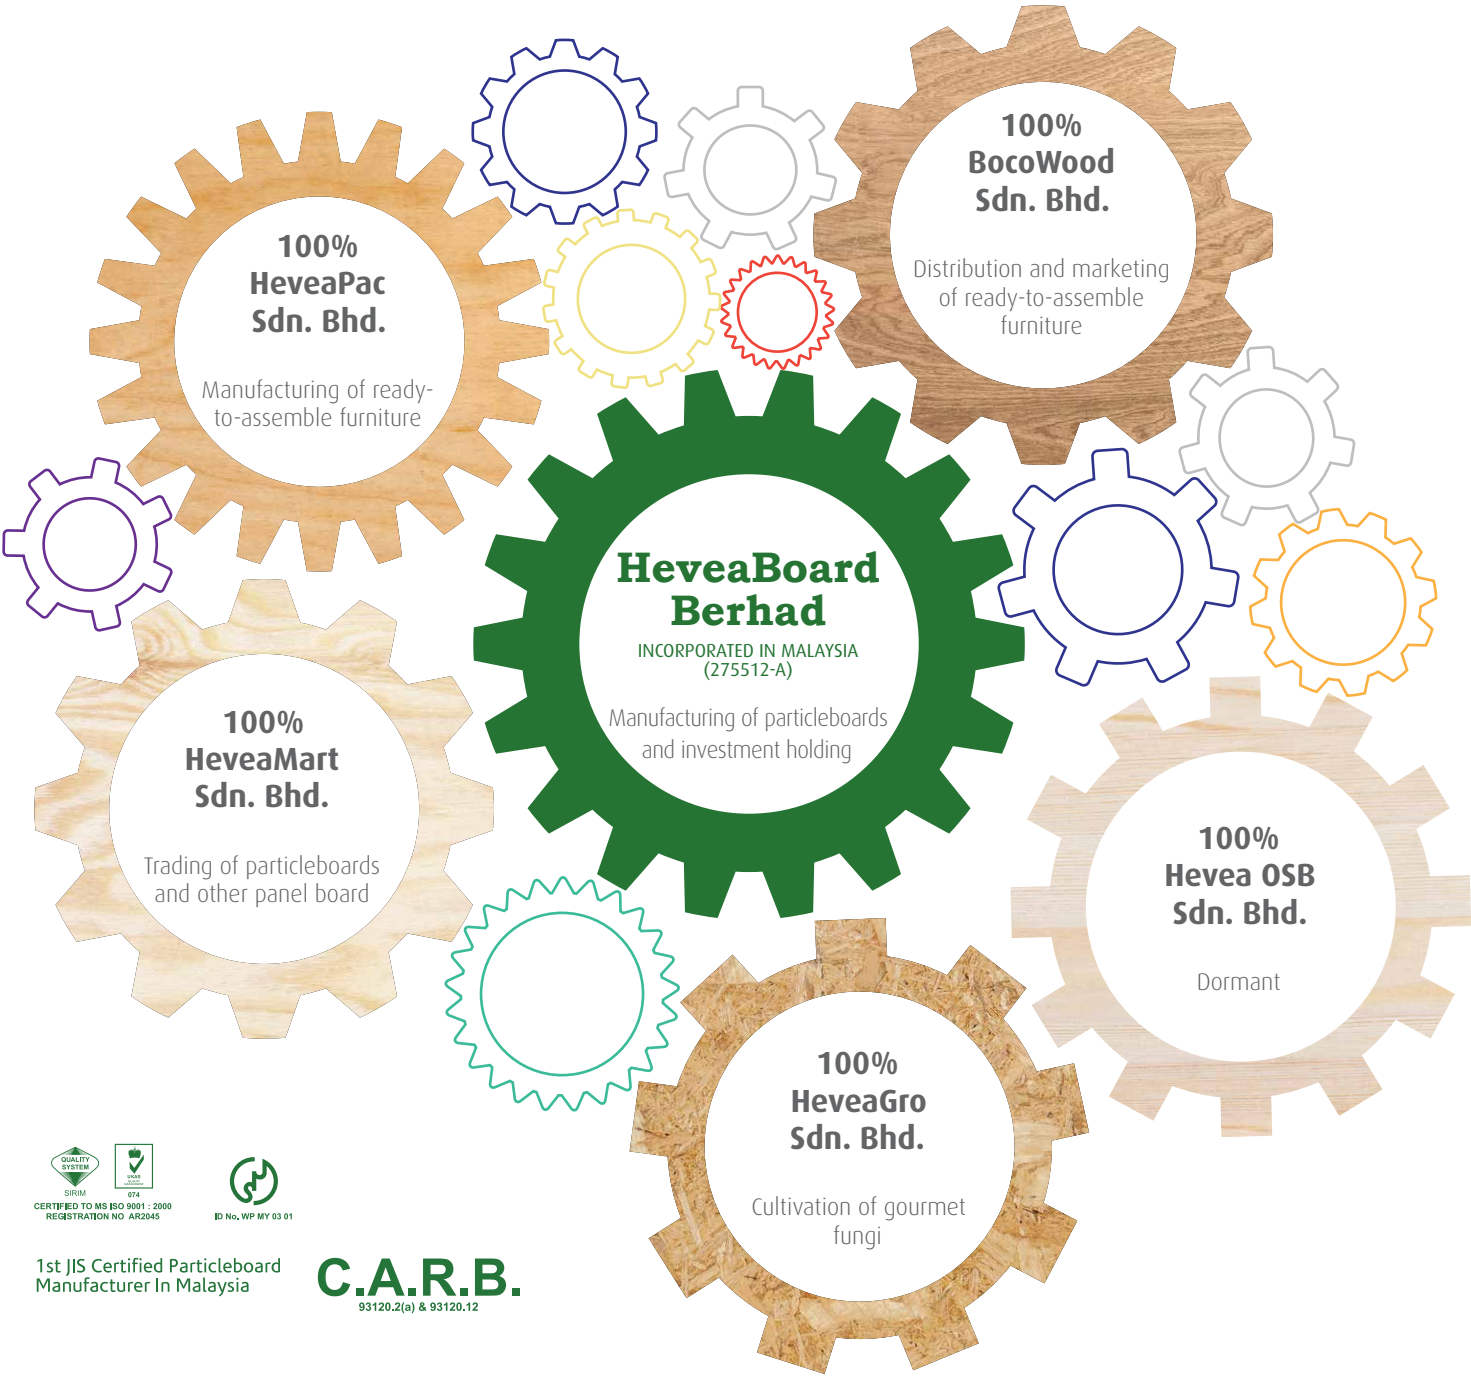 100%
HeveaPac
Sdn. Bhd.
Manufacturing of ready-
to-assemble furniture
100%
BocoWood
Sdn. Bhd.
Distribution and marketing
of ready-to-assemble
furniture
HeveaBoard
Berhad
INCORPORATED IN MALAYSIA
(275512-A)
Manufacturing of particleboards
and investment holding
100%
HeveaMart
Sdn. Bhd.
Trading of particleboards
and other panel board
100%
Hevea OSB
Sdn. Bhd.
Dormant
100%
HeveaGro
Sdn. Bhd.
Cultivation of gourmet
fungi
QUALITY
SYSTEM
SIRIM
UKAS
074
CERTIFIED TO MS ISO 9001 : 2000
REGISTRATION NO AR2045
ID No. WP MY 03 01
1st JIS Certified Particleboard
Manufacturer In Malaysia
C.A.R.B.
93120.2(a) & 93120.12